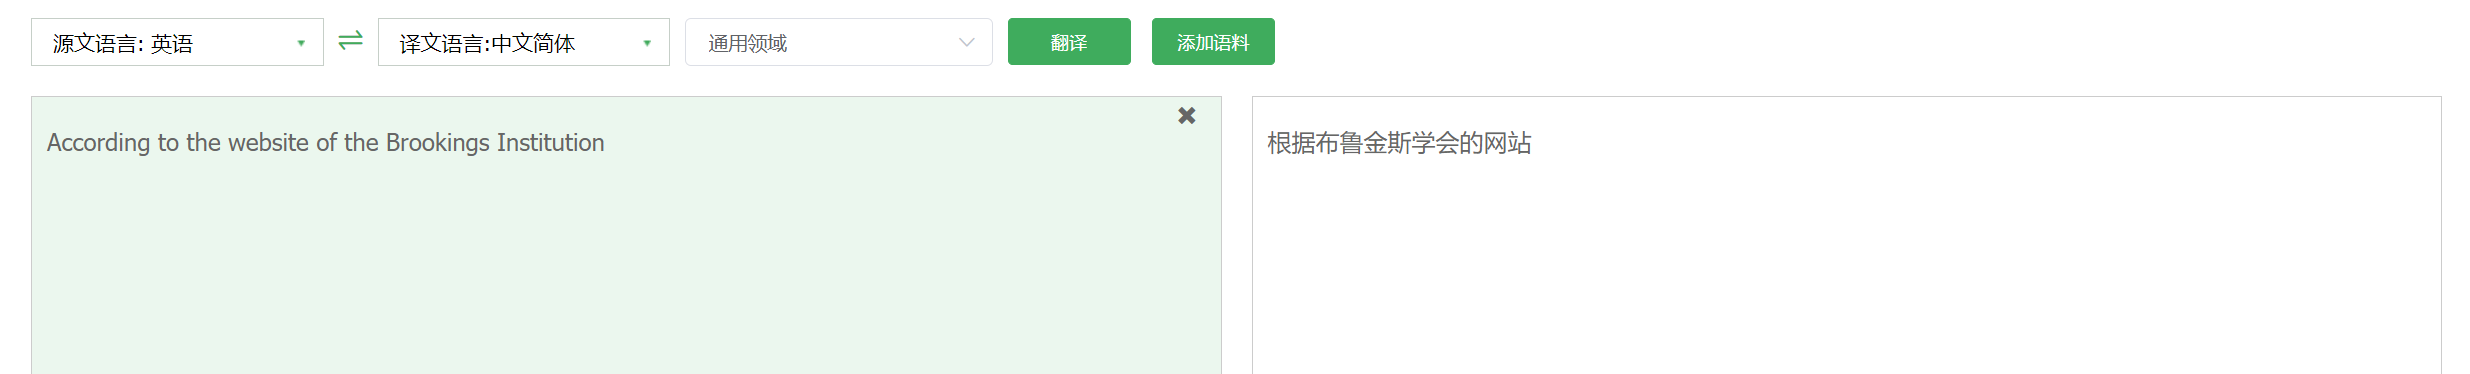 源文语言: 英语
译文语言:中文简体
通用领域
翻译
添加语料
According to the website of the Brookings Institution
根据布鲁金斯学会的网站